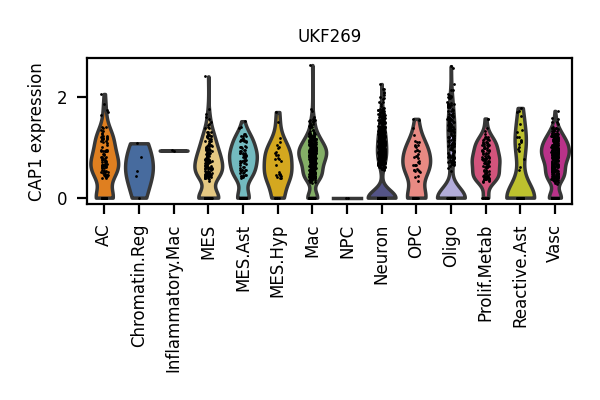 UKF269
CAP1 expression
2
0
AC
Chromatin.Reg
Inflammatory.Mac
MES
MES.Ast
MES.Hyp
Mac
NPC
Neuron
OPC
Oligo
Prolif.Metab
Reactive.Ast
Vasc